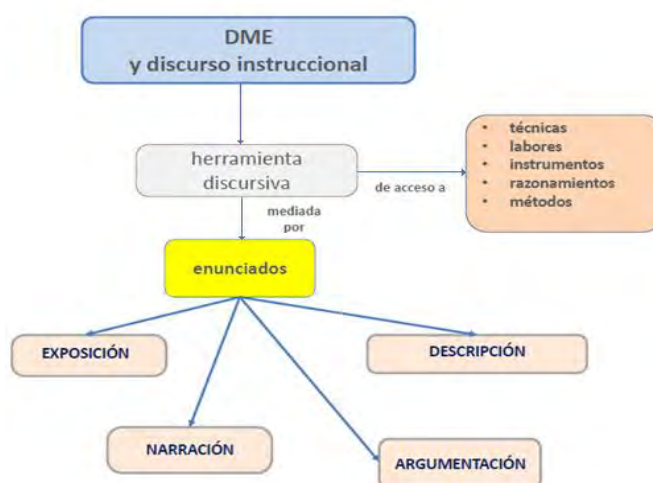 DME
y discurso instruccional
herramienta
discursiva
de acceso a
• técnicas
• labores
• instrumentos
• razonamientos
• métodos
mediada
por
enunciados
EXPOSICIÓN
DESCRIPCIÓN
NARRACIÓN
ARGUMENTACIÓN